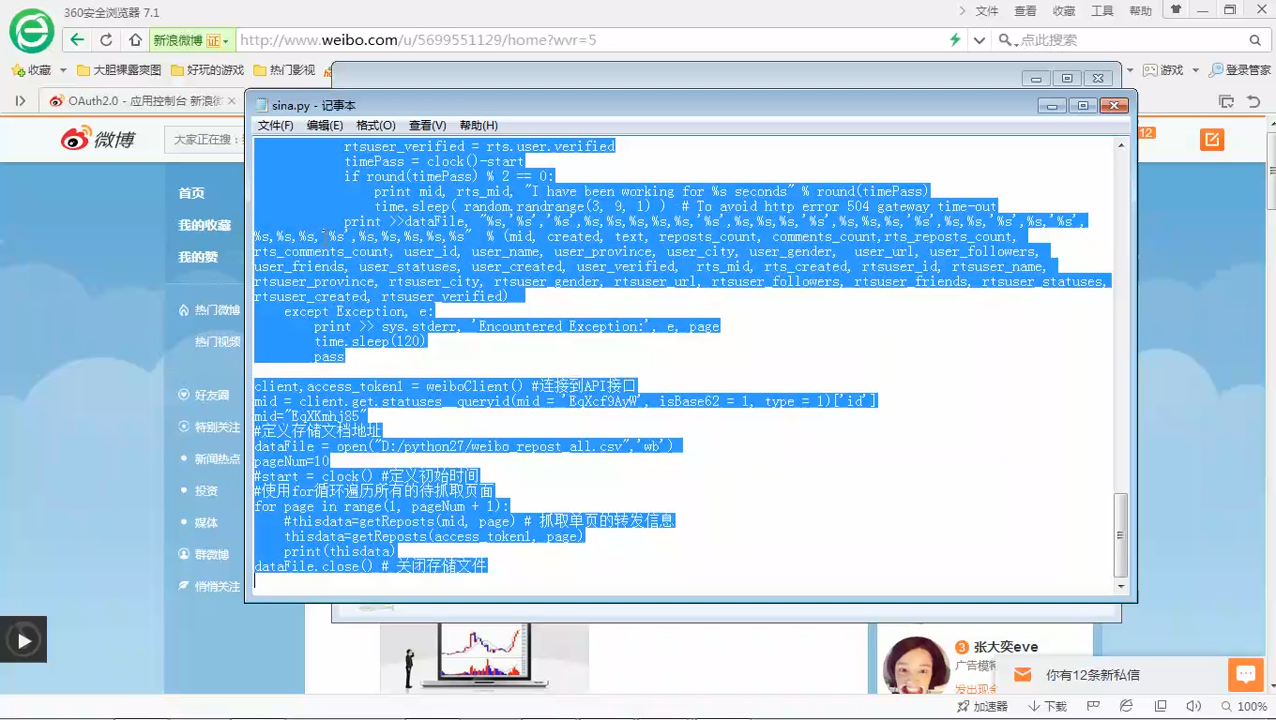 360安全浏览器 7.1
文件 查看 收藏 工具 帮助
新浪微博 证 http://www.weibo.com/u/5699551129/home?wvr=5
点此搜索
收藏 大胆裸露爽图 好玩的游戏 热门影视
游戏 登录管家
OAuth2.0 - 应用控制台 新浪
sina.py - 记事本
文件(F) 编辑(E) 格式(O) 查看(V) 帮助(H)
微博 大家正在搜：
12
rtsuser_verified = rts.user.verified
timePass = clock()-start
if round(timePass) % 2 == 0:
print mid, rts_mid, "I have been working for %s seconds" % round(timePass)
time.sleep( random.randrange(3, 9, 1) ) # To avoid http error 504 gateway time-out
print >>dataFile, "%s,'%s','%s',%s,%s,%s,%s,%s,'%s',%s,%s,%s,'%s',%s,%s,%s,'%s',%s,%s,'%s',%s,'%s',
%s,%s,%s,'%s',%s,%s,%s,%s,%s" % (mid, created, text, reposts_count, comments_count,rts_reposts_count,
rts_comments_count, user_id, user_name, user_province, user_city, user_gender, user_url, user_followers,
user_friends, user_statuses, user_created, user_verified, rts_mid, rts_created, rtsuser_id, rtsuser_name,
rtsuser_province, rtsuser_city, rtsuser_gender, rtsuser_url, rtsuser_followers, rtsuser_friends, rtsuser_statuses,
rtsuser_created, rtsuser_verified)
except Exception, e:
print >> sys.stderr, 'Encountered Exception:', e, page
time.sleep(120)
pass
client,access_token1 = weiboClient() #连接到API接口
mid = client.get.statuses__queryid(mid = 'EqXcf9AyW', isBase62 = 1, type = 1)['id']
mid="EqXKmhj85"
#定义存储文档地址
dataFile = open("D:/python27/weibo_repost_all.csv",'wb')
pageNum=10
#start = clock() #定义初始时间
#使用for循环遍历所有的待抓取页面
for page in range(1, pageNum + 1):
#thisdata=getReposts(mid, page) # 抓取单页的转发信息
thisdata=getReposts(access_token1, page)
print(thisdata)
dataFile.close() # 关闭存储文件
首页
我的收藏
我的赞
热门微博
热门视频
好友圈
特别关注
新闻热点
投资
媒体
群微博
悄悄关注
3 张大奕eve
广告模特
你有12条新私信
加速器 下载 100%